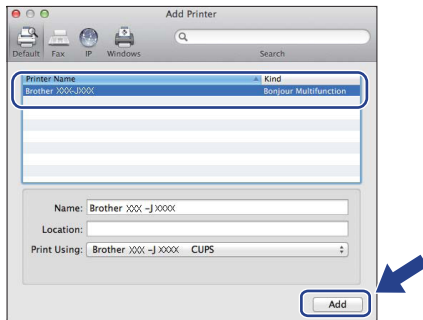 Add Printer
Default Fax IP Windows Search
Printer Name Kind
Brother XXX-JXXX Bonjour Multifunction
Name: Brother XXX -J XXXX
Location:
Print Using: Brother XXX -J XXXX CUPS
Add